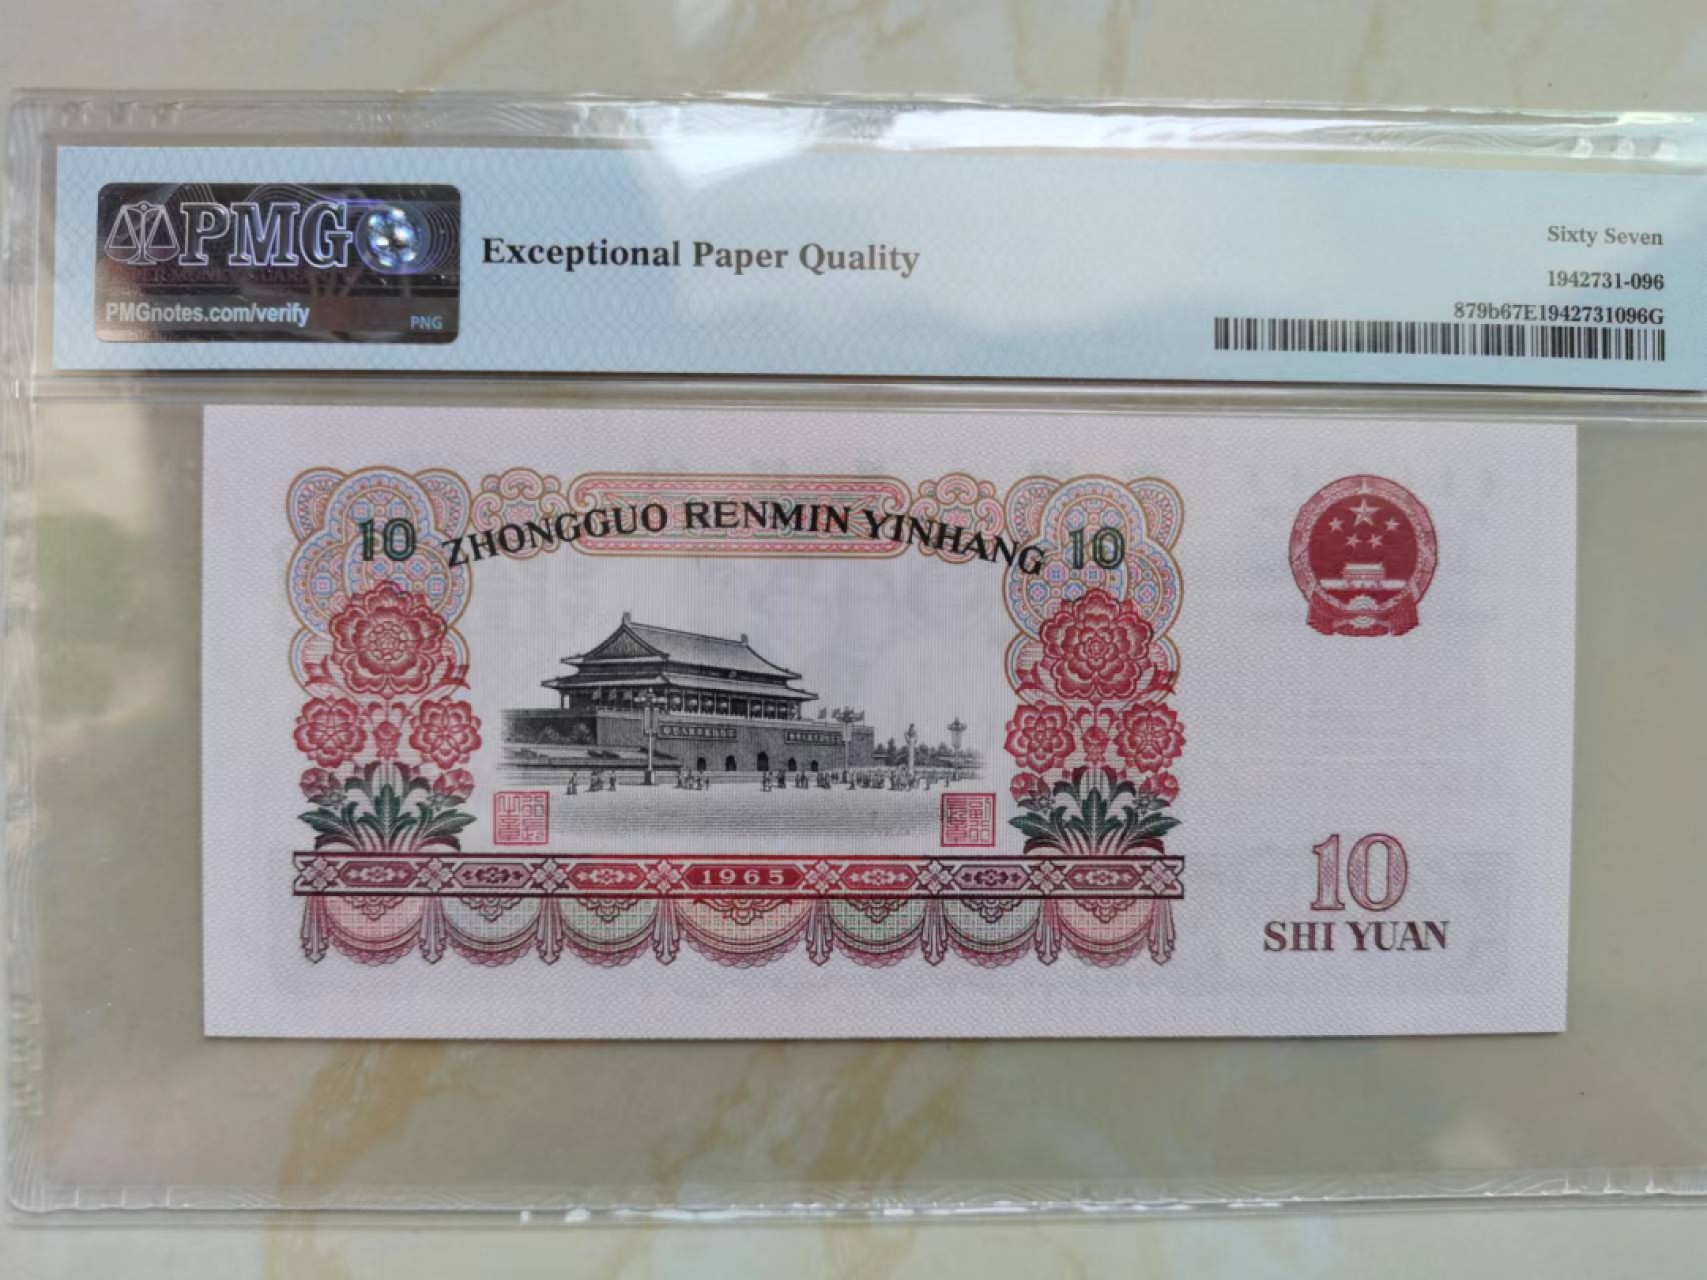 PMG
PMGnotes.com/verify
PNG
Exceptional Paper Quality
Sixty Seven
1942731-096
879b67E1942731096G
10 ZHONGGUO RENMIN YINHANG 10
1965
10
SHI YUAN